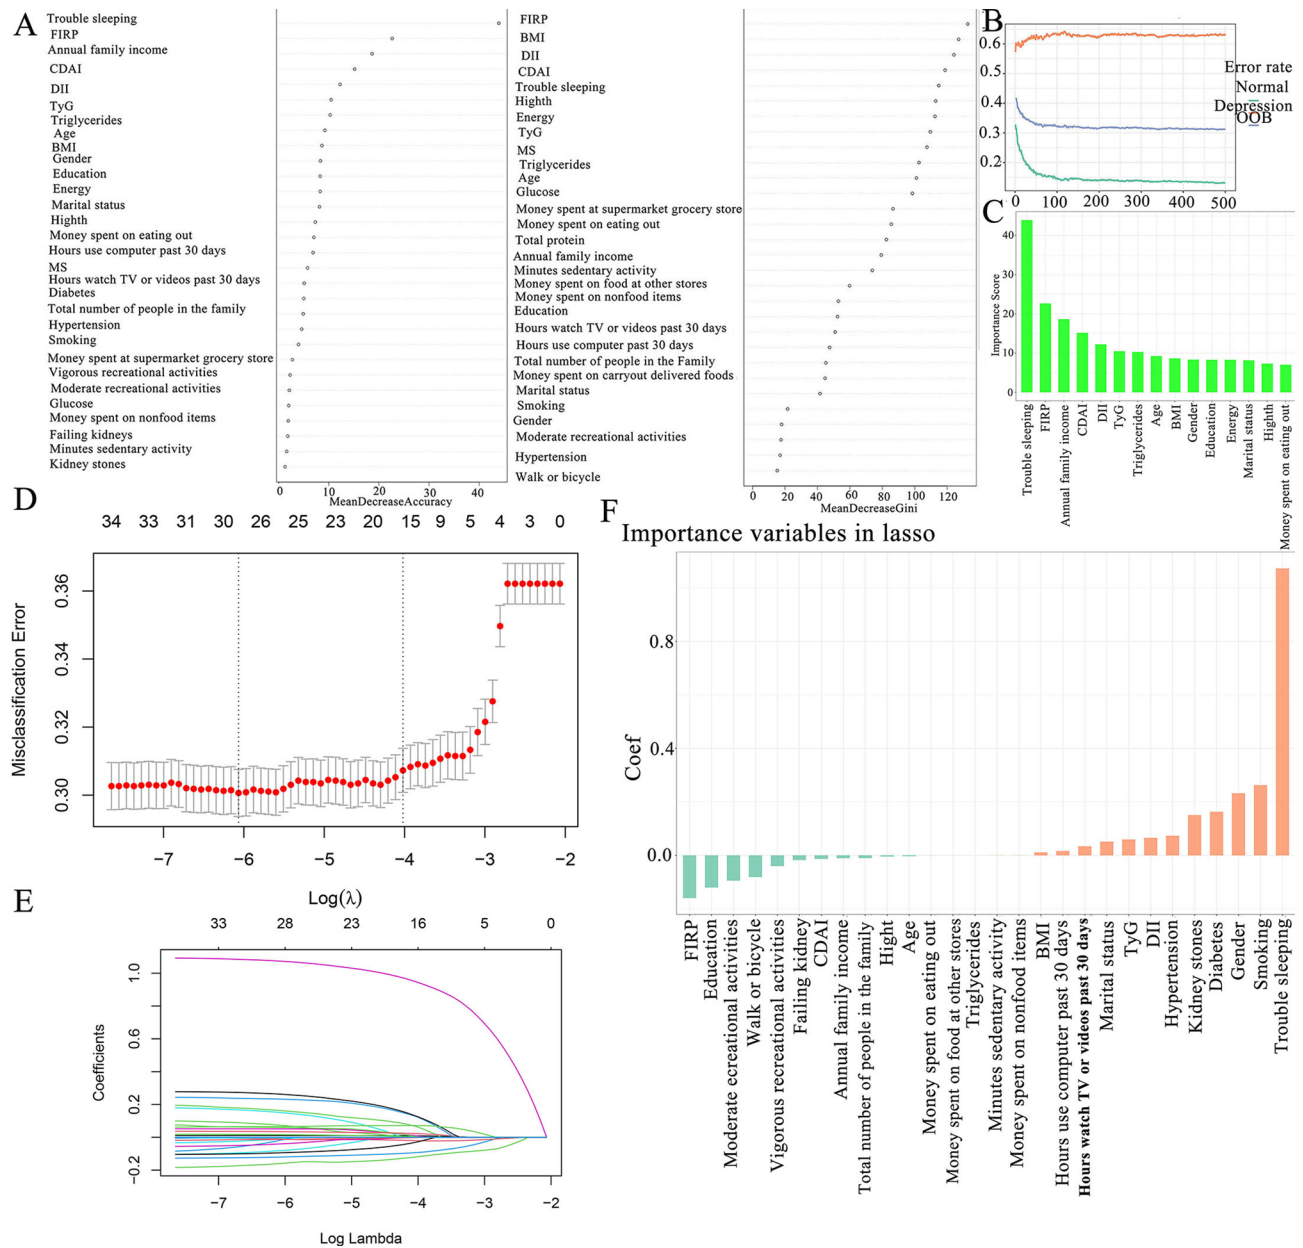 A
Trouble sleeping
FIRP
Annual family income
CDAI
DII
TyG
Triglycerides
Age
BMI
Gender
Education
Energy
Marital status
Highth
Money spent on eating out
Hours use computer past 30 days
MS
Hours watch TV or videos past 30 days
Diabetes
Total number of people in the family
Hypertension
Smoking
Money spent at supermarket grocery store
Vigorous recreational activities
Moderate recreational activities
Glucose
Money spent on nonfood items
Failing kidneys
Minutes sedentary activity
Kidney stones
0 10 20 30 40
MeanDecreaseAccuracy
FIRP
BMI
DII
CDAI
Trouble sleeping
Highth
Energy
TyG
MS
Triglycerides
Age
Glucose
Money spent at supermarket grocery store
Money spent on eating out
Total protein
Annual family income
Minutes sedentary activity
Money spent on food at other stores
Money spent on nonfood items
Education
Hours watch TV or videos past 30 days
Hours use computer past 30 days
Total number of people in the Family
Money spent on carryout delivered foods
Marital status
Smoking
Gender
Moderate recreational activities
Hypertension
Walk or bicycle
0 20 40 60 80 100 120
MeanDecreaseGini
B
0.6
0.5
0.4
0.3
0.2
0 100 200 300 400 500
Error rate
Normal
Depression
OOB
C
Importance Score
40
30
20
10
0
Trouble sleeping
FIRP
Annual family income
CDAI
DII
TyG
Triglycerides
Age
BMI
Gender
Education
Energy
Marital status
Highth
Money spent on eating out
D
34 33 31 30 26 25 23 20 15 9 5 4 3 0
Misclassification Error
0.36
0.34
0.32
0.30
−7 −6 −5 −4 −3 −2
Log(λ)
E
33 28 23 16 5 0
Coefficients
1.0
0.6
0.2
−0.2
−7 −6 −5 −4 −3 −2
Log Lambda
F
Importance variables in lasso
Coef
0.8
0.4
0.0
FIRP
Education
Moderate ecreational activities
Walk or bicycle
Vigorous recreational activities
Failing kidney
CDAI
Annual family income
Total number of people in the family
Hight
Age
Money spent on eating out
Money spent on food at other stores
Triglycerides
Minutes sedentary activity
Money spent on nonfood items
BMI
Hours use computer past 30 days
Hours watch TV or videos past 30 days
Marital status
TyG
DII
Hypertension
Kidney stones
Diabetes
Gender
Smoking
Trouble sleeping